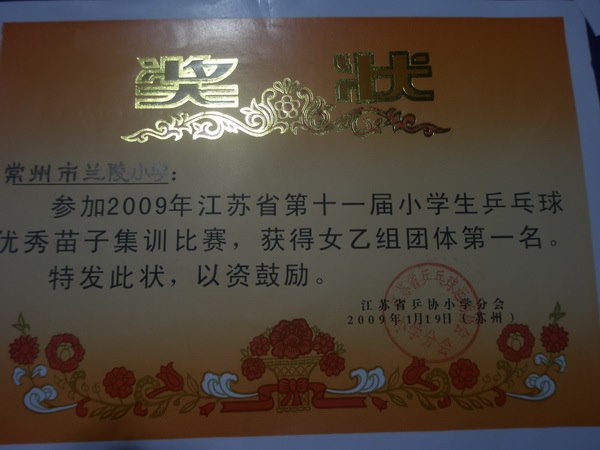 奖状
常州市兰陵小学：
参加2009年江苏省第十一届小学生乒乓球
优秀苗子集训比赛，获得女乙组团体第一名。
特发此状，以资鼓励。
江苏省乒协小学分会
2009年1月19日（苏州）